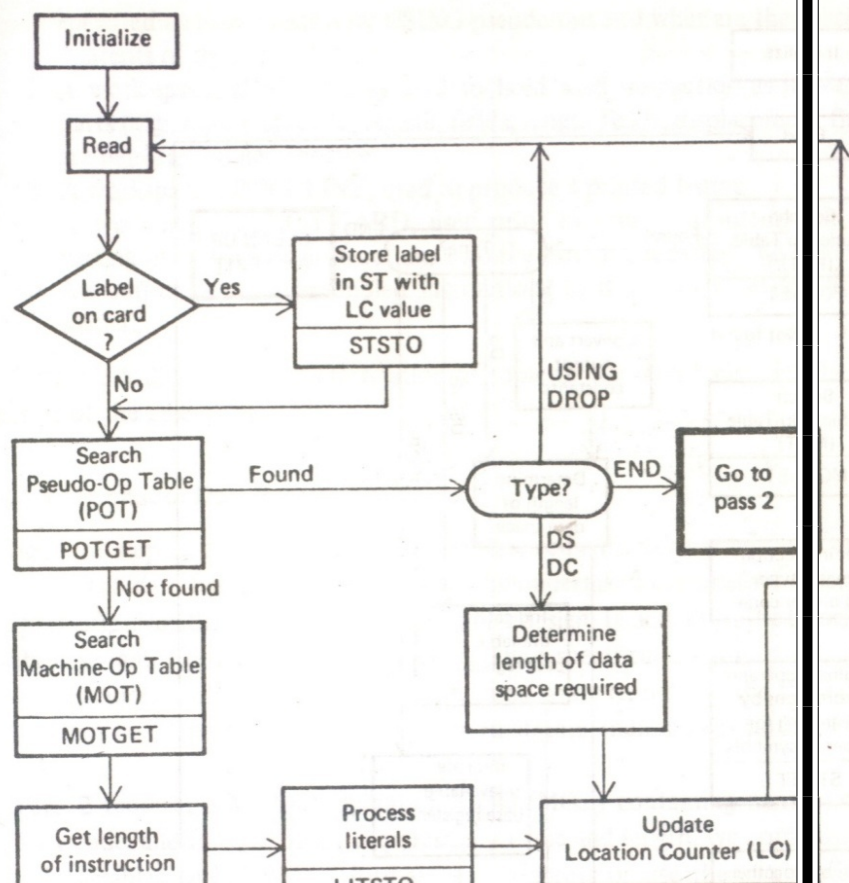 Initialize
Read
Label
on card
?
Yes
Store label
in ST with
LC value
STSTO
No
USING
DROP
Search
Pseudo-Op Table
(POT)
POTGET
Found
Type?
END
Go to
pass 2
DS
DC
Not found
Search
Machine-Op Table
(MOT)
MOTGET
Determine
length of data
space required
Get length
of instruction
Process
literals
LITSTO
Update
Location Counter (LC)